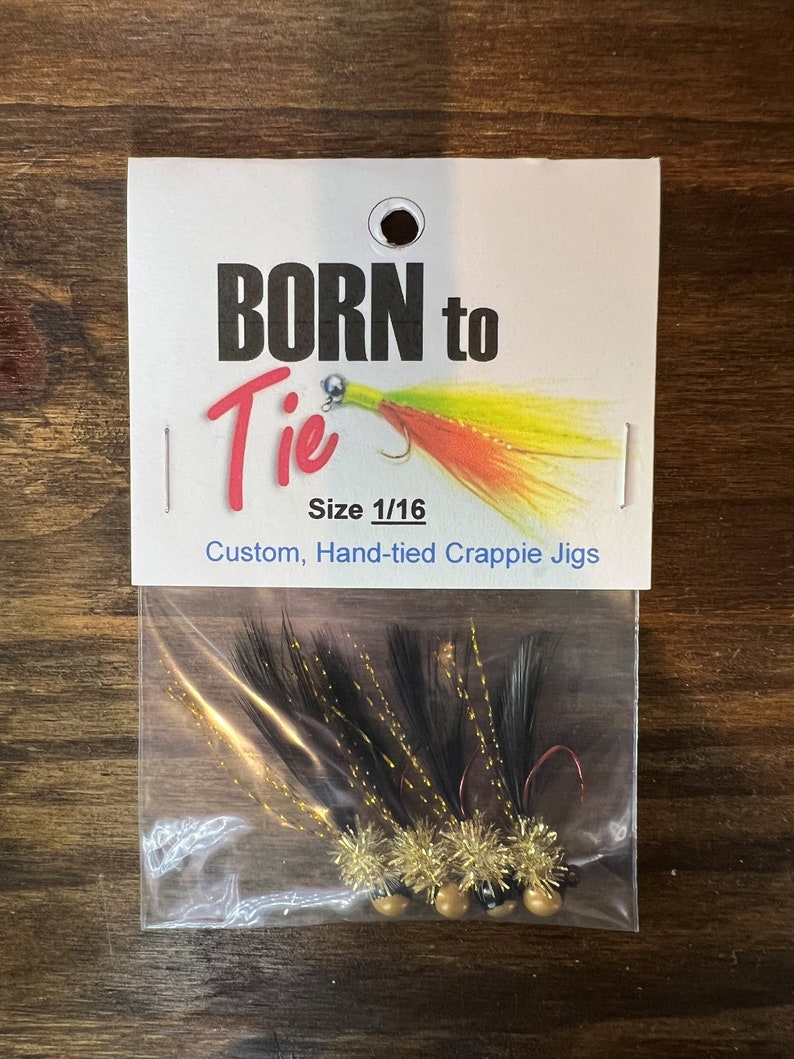 BORN to
Tie
Size 1/16
Custom, Hand-tied Crappie Jigs